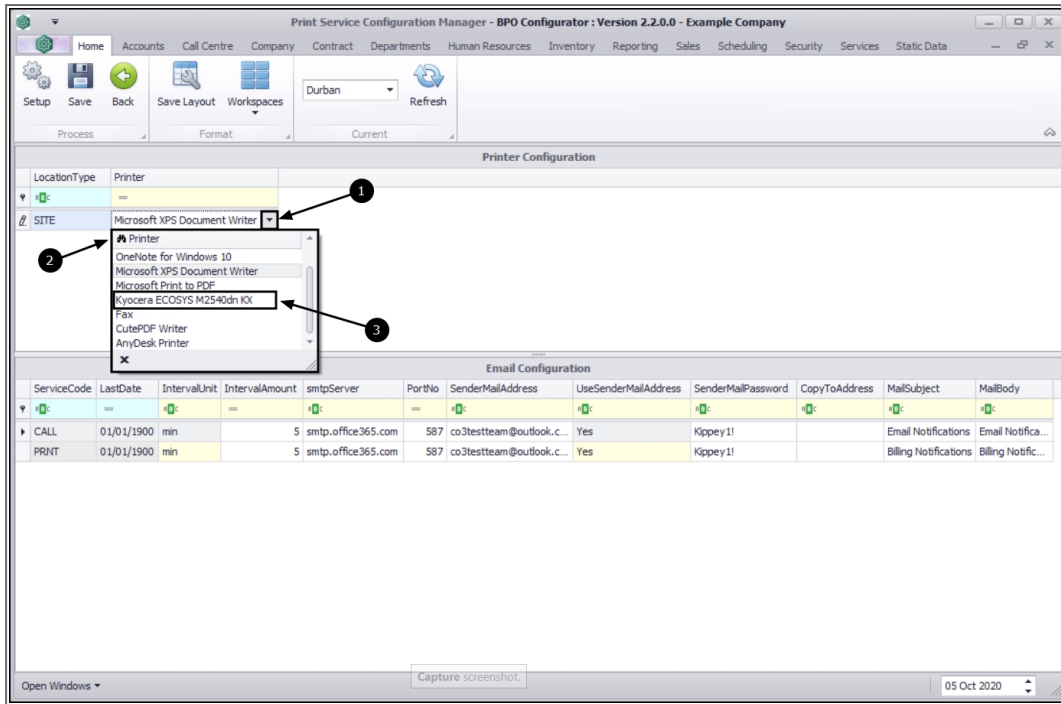 Print Service Configuration Manager - BPO Configurator : Version 2.2.0.0 - Example Company
Home Accounts Call Centre Company Contract Departments Human Resources Inventory Reporting Sales Scheduling Security Services Static Data
Setup Save Back Save Layout Workspaces Durban Refresh
Process Format Current
Printer Configuration
LocationType Printer
SITE Microsoft XPS Document Writer
1
2
Printer
OneNote for Windows 10
Microsoft XPS Document Writer
Microsoft Print to PDF
Kyocera ECOSYS M2540dn KX
3
Fax
CutePDF Writer
AnyDesk Printer
Email Configuration
ServiceCode LastDate IntervalUnit IntervalAmount smtpServer PortNo SenderMailAddress UseSenderMailAddress SenderMailPassword CopyToAddress MailSubject MailBody
CALL 01/01/1900 min 5 smtp.office365.com 587 co3testteam@outlook.c... Yes Kippey1! Email Notifications Email Notifica...
PRNT 01/01/1900 min 5 smtp.office365.com 587 co3testteam@outlook.c... Yes Kippey1! Billing Notifications Billing Notific...
Capture screenshot.
Open Windows 05 Oct 2020